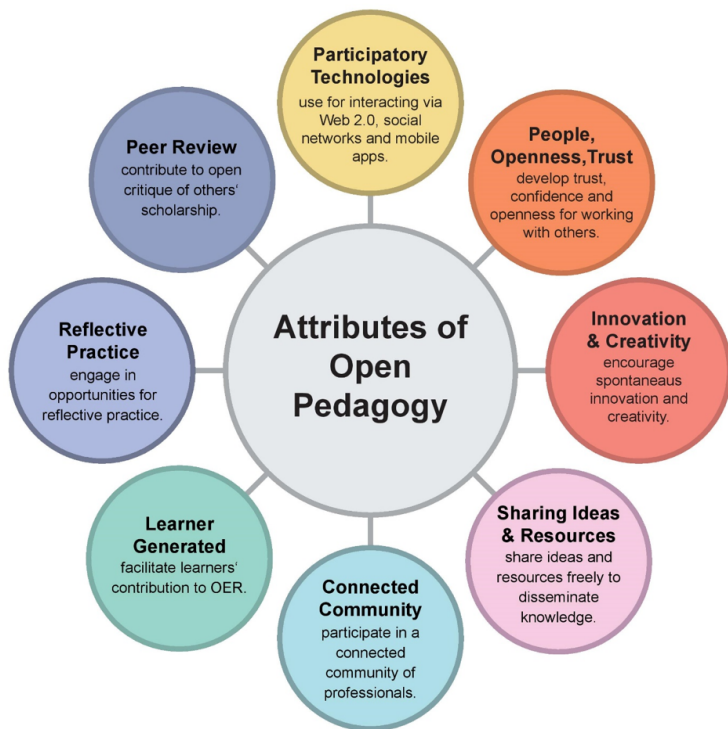 Participatory
Technologies
use for interacting via
Web 2.0, social
networks and mobile
apps.
People,
Openness,Trust
develop trust,
confidence and
openness for working
with others.
Innovation
& Creativity
encourage
spontaneaus
innovation and
creativity.
Sharing Ideas
& Resources
share ideas and
resources freely to
disseminate
knowledge.
Connected
Community
participate in a
connected
community of
professionals.
Learner
Generated
facilitate learners‘
contribution to OER.
Reflective
Practice
engage in
opportunities for
reflective practice.
Peer Review
contribute to open
critique of others‘
scholarship.
Attributes of
Open
Pedagogy